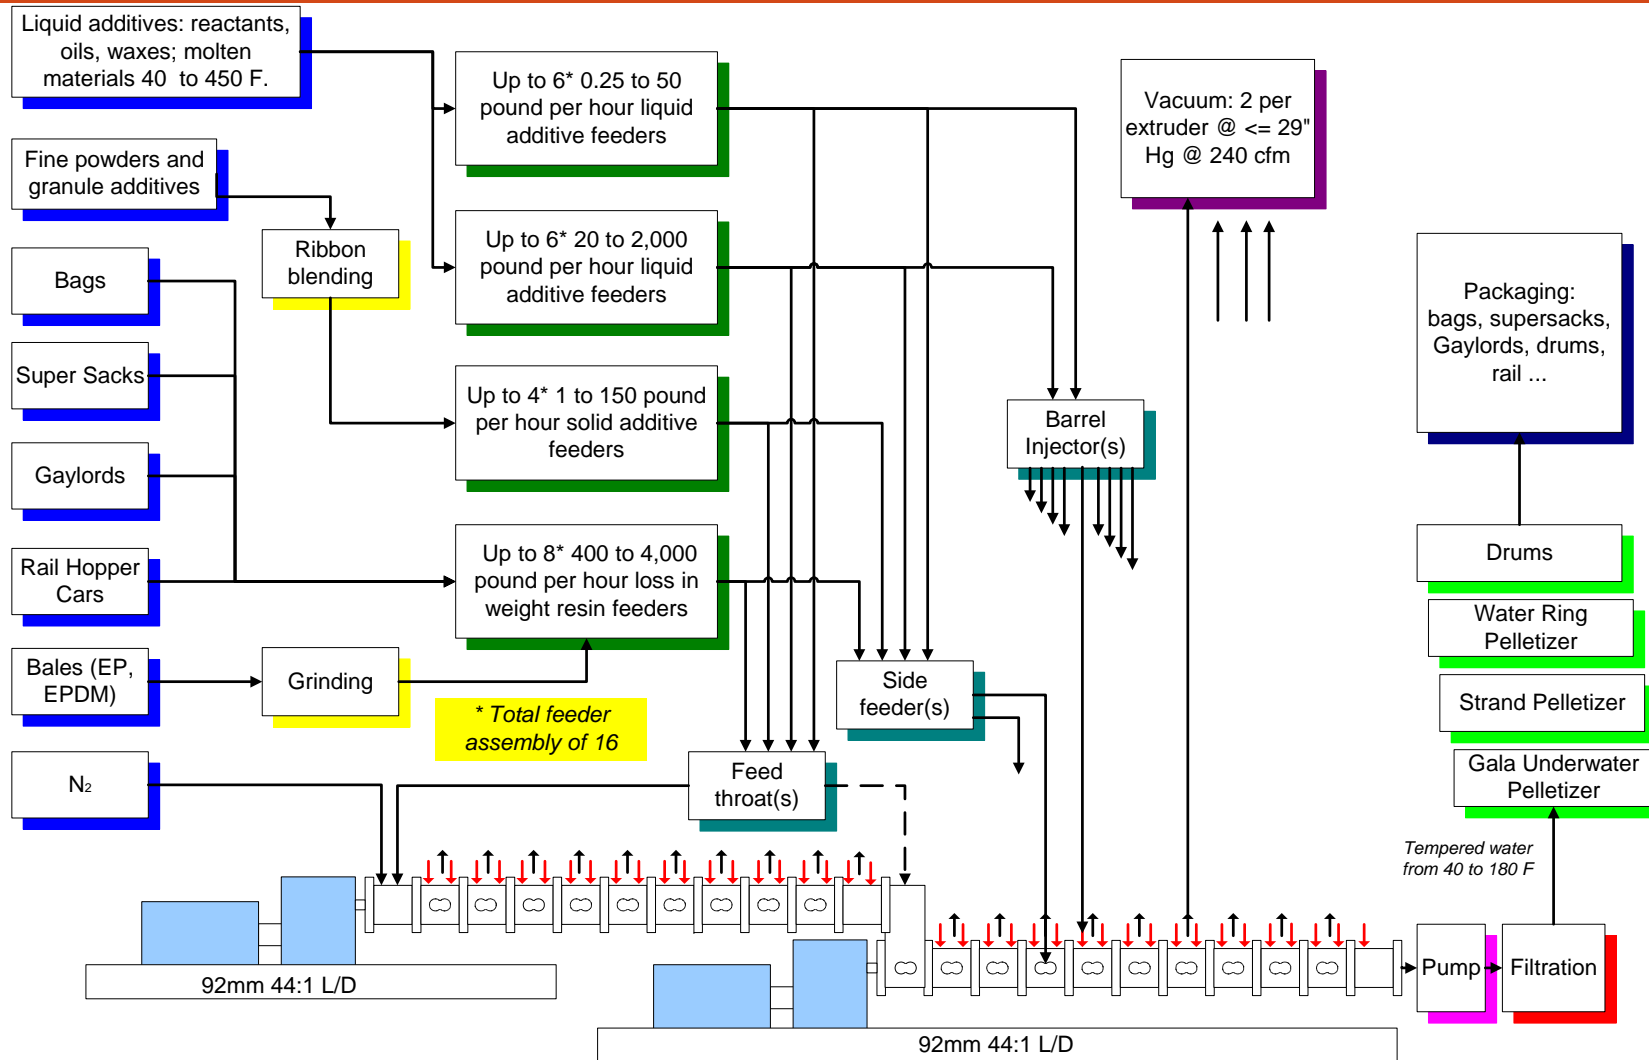 Liquid additives: reactants,
oils, waxes; molten
materials 40 to 450 F.
Fine powders and
granule additives
Bags
Super Sacks
Gaylords
Rail Hopper
Cars
Bales (EP,
EPDM)
N₂
Ribbon
blending
Grinding
Up to 6* 0.25 to 50
pound per hour liquid
additive feeders
Up to 6* 20 to 2,000
pound per hour liquid
additive feeders
Up to 4* 1 to 150 pound
per hour solid additive
feeders
Up to 8* 400 to 4,000
pound per hour loss in
weight resin feeders
* Total feeder
assembly of 16
Feed
throat(s)
Side
feeder(s)
Barrel
Injector(s)
Vacuum: 2 per
extruder @ <= 29"
Hg @ 240 cfm
Packaging:
bags, supersacks,
Gaylords, drums,
rail ...
Drums
Water Ring
Pelletizer
Strand Pelletizer
Gala Underwater
Pelletizer
Tempered water
from 40 to 180 F
Pump
Filtration
92mm 44:1 L/D
92mm 44:1 L/D